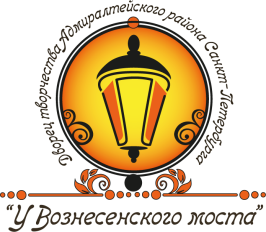 Дворец творчества Адмиралтейского района Санкт-Петербурга
"У Вознесенского моста"